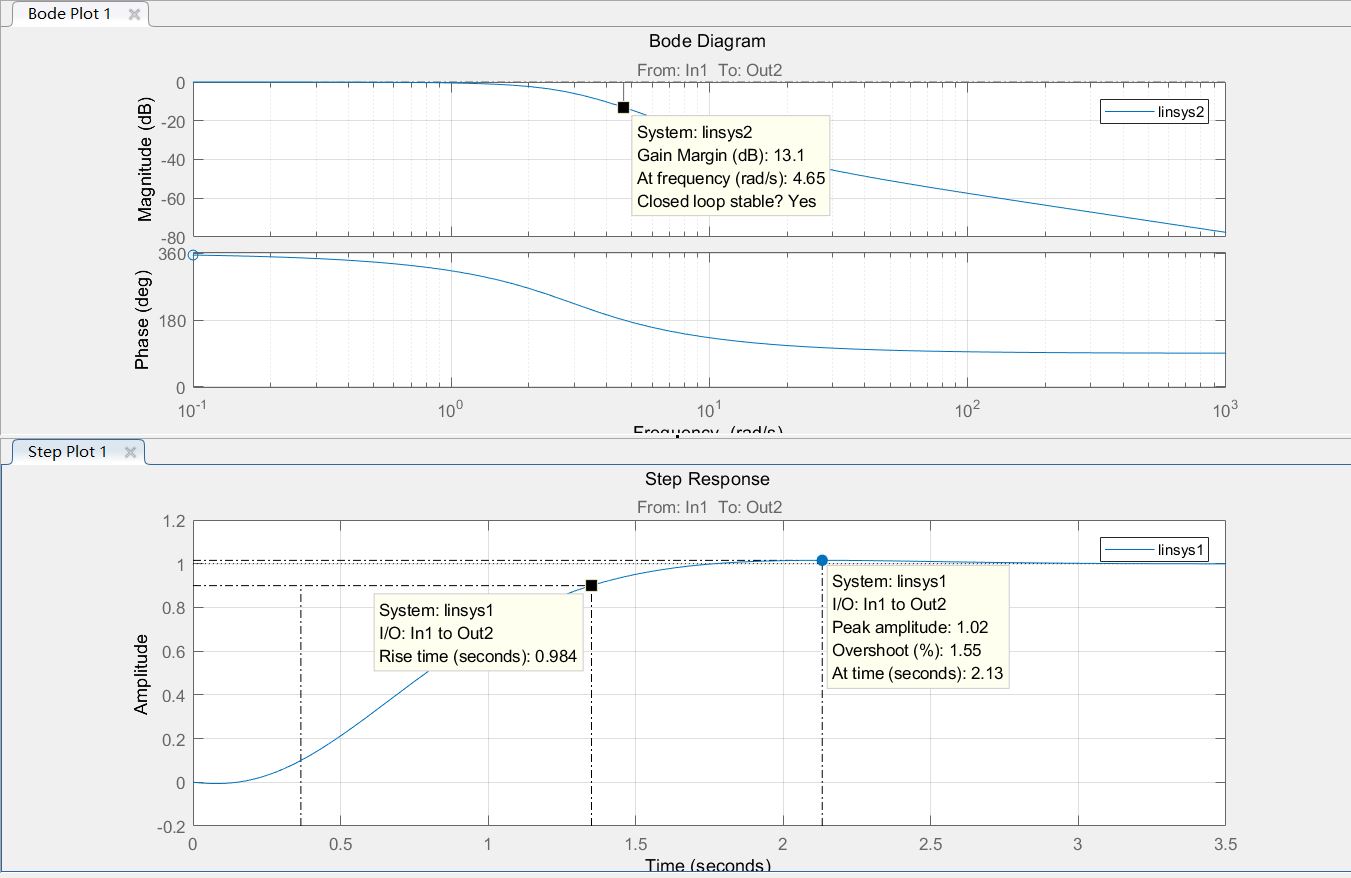 Bode Plot 1
Bode Diagram
From: In1 To: Out2
Magnitude (dB)
0
-20
-40
-60
-80
linsys2
System: linsys2
Gain Margin (dB): 13.1
At frequency (rad/s): 4.65
Closed loop stable? Yes
Phase (deg)
360
180
0
10^-1
10^0
10^1
10^2
10^3
Frequency (rad/s)
Step Plot 1
Step Response
From: In1 To: Out2
Amplitude
1.2
1
0.8
0.6
0.4
0.2
0
-0.2
linsys1
System: linsys1
I/O: In1 to Out2
Rise time (seconds): 0.984
System: linsys1
I/O: In1 to Out2
Peak amplitude: 1.02
Overshoot (%): 1.55
At time (seconds): 2.13
0
0.5
1
1.5
2
2.5
3
3.5
Time (seconds)